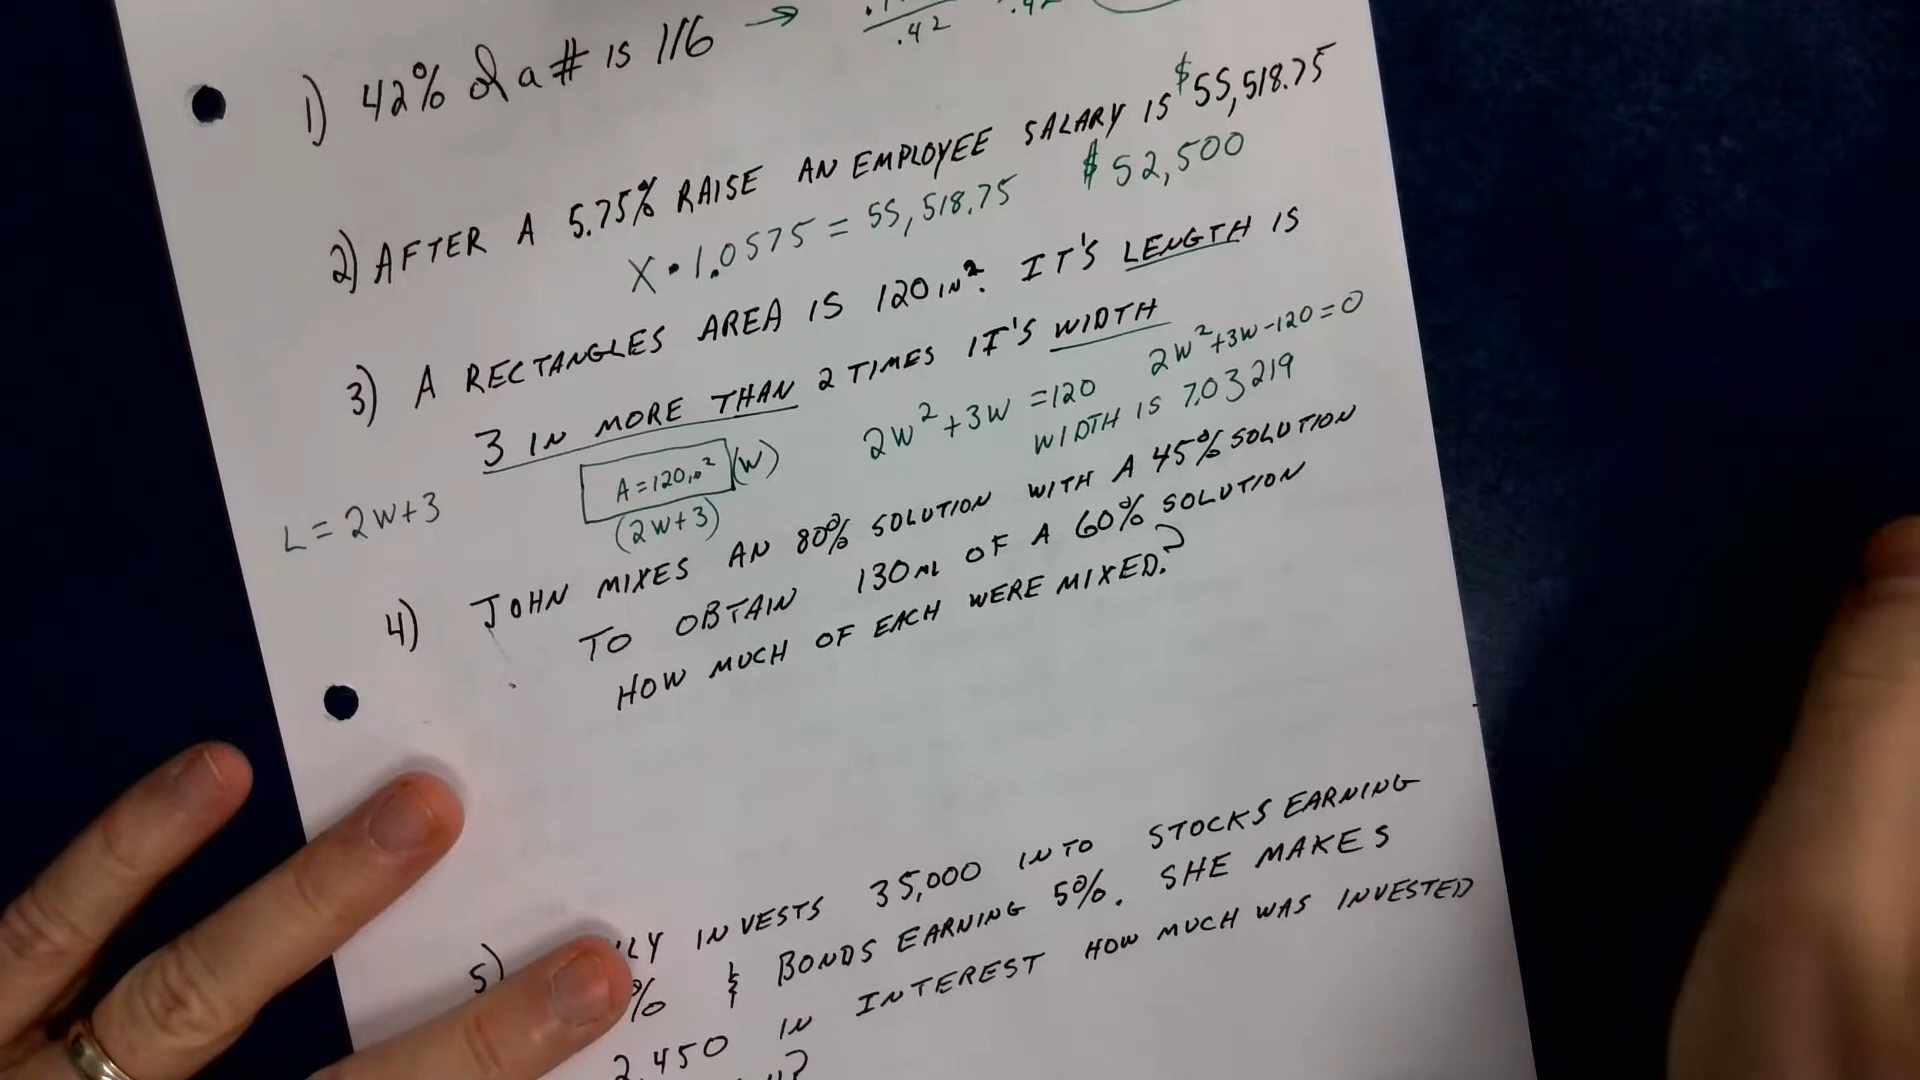 1) 42% of a # is 116 →
.42 .42
2) AFTER A 5.75% RAISE AN EMPLOYEE SALARY IS $55,518.75
X • 1.0575 = 55,518.75 $52,500
3) A RECTANGLES AREA IS 120 IN². IT'S LENGTH IS
3 IN MORE THAN 2 TIMES IT'S WIDTH
2W²+3W=120 2W²+3W-120=0
WIDTH IS 7.03219
L=2W+3 A=120in² (W)
(2W+3)
4) JOHN MIXES AN 80% SOLUTION WITH A 45% SOLUTION
TO OBTAIN 130ML OF A 60% SOLUTION
HOW MUCH OF EACH WERE MIXED?
5) LY INVESTS 35,000 INTO STOCKS EARNING
% & BONDS EARNING 5%. SHE MAKES
2,450 IN INTEREST HOW MUCH WAS INVESTED